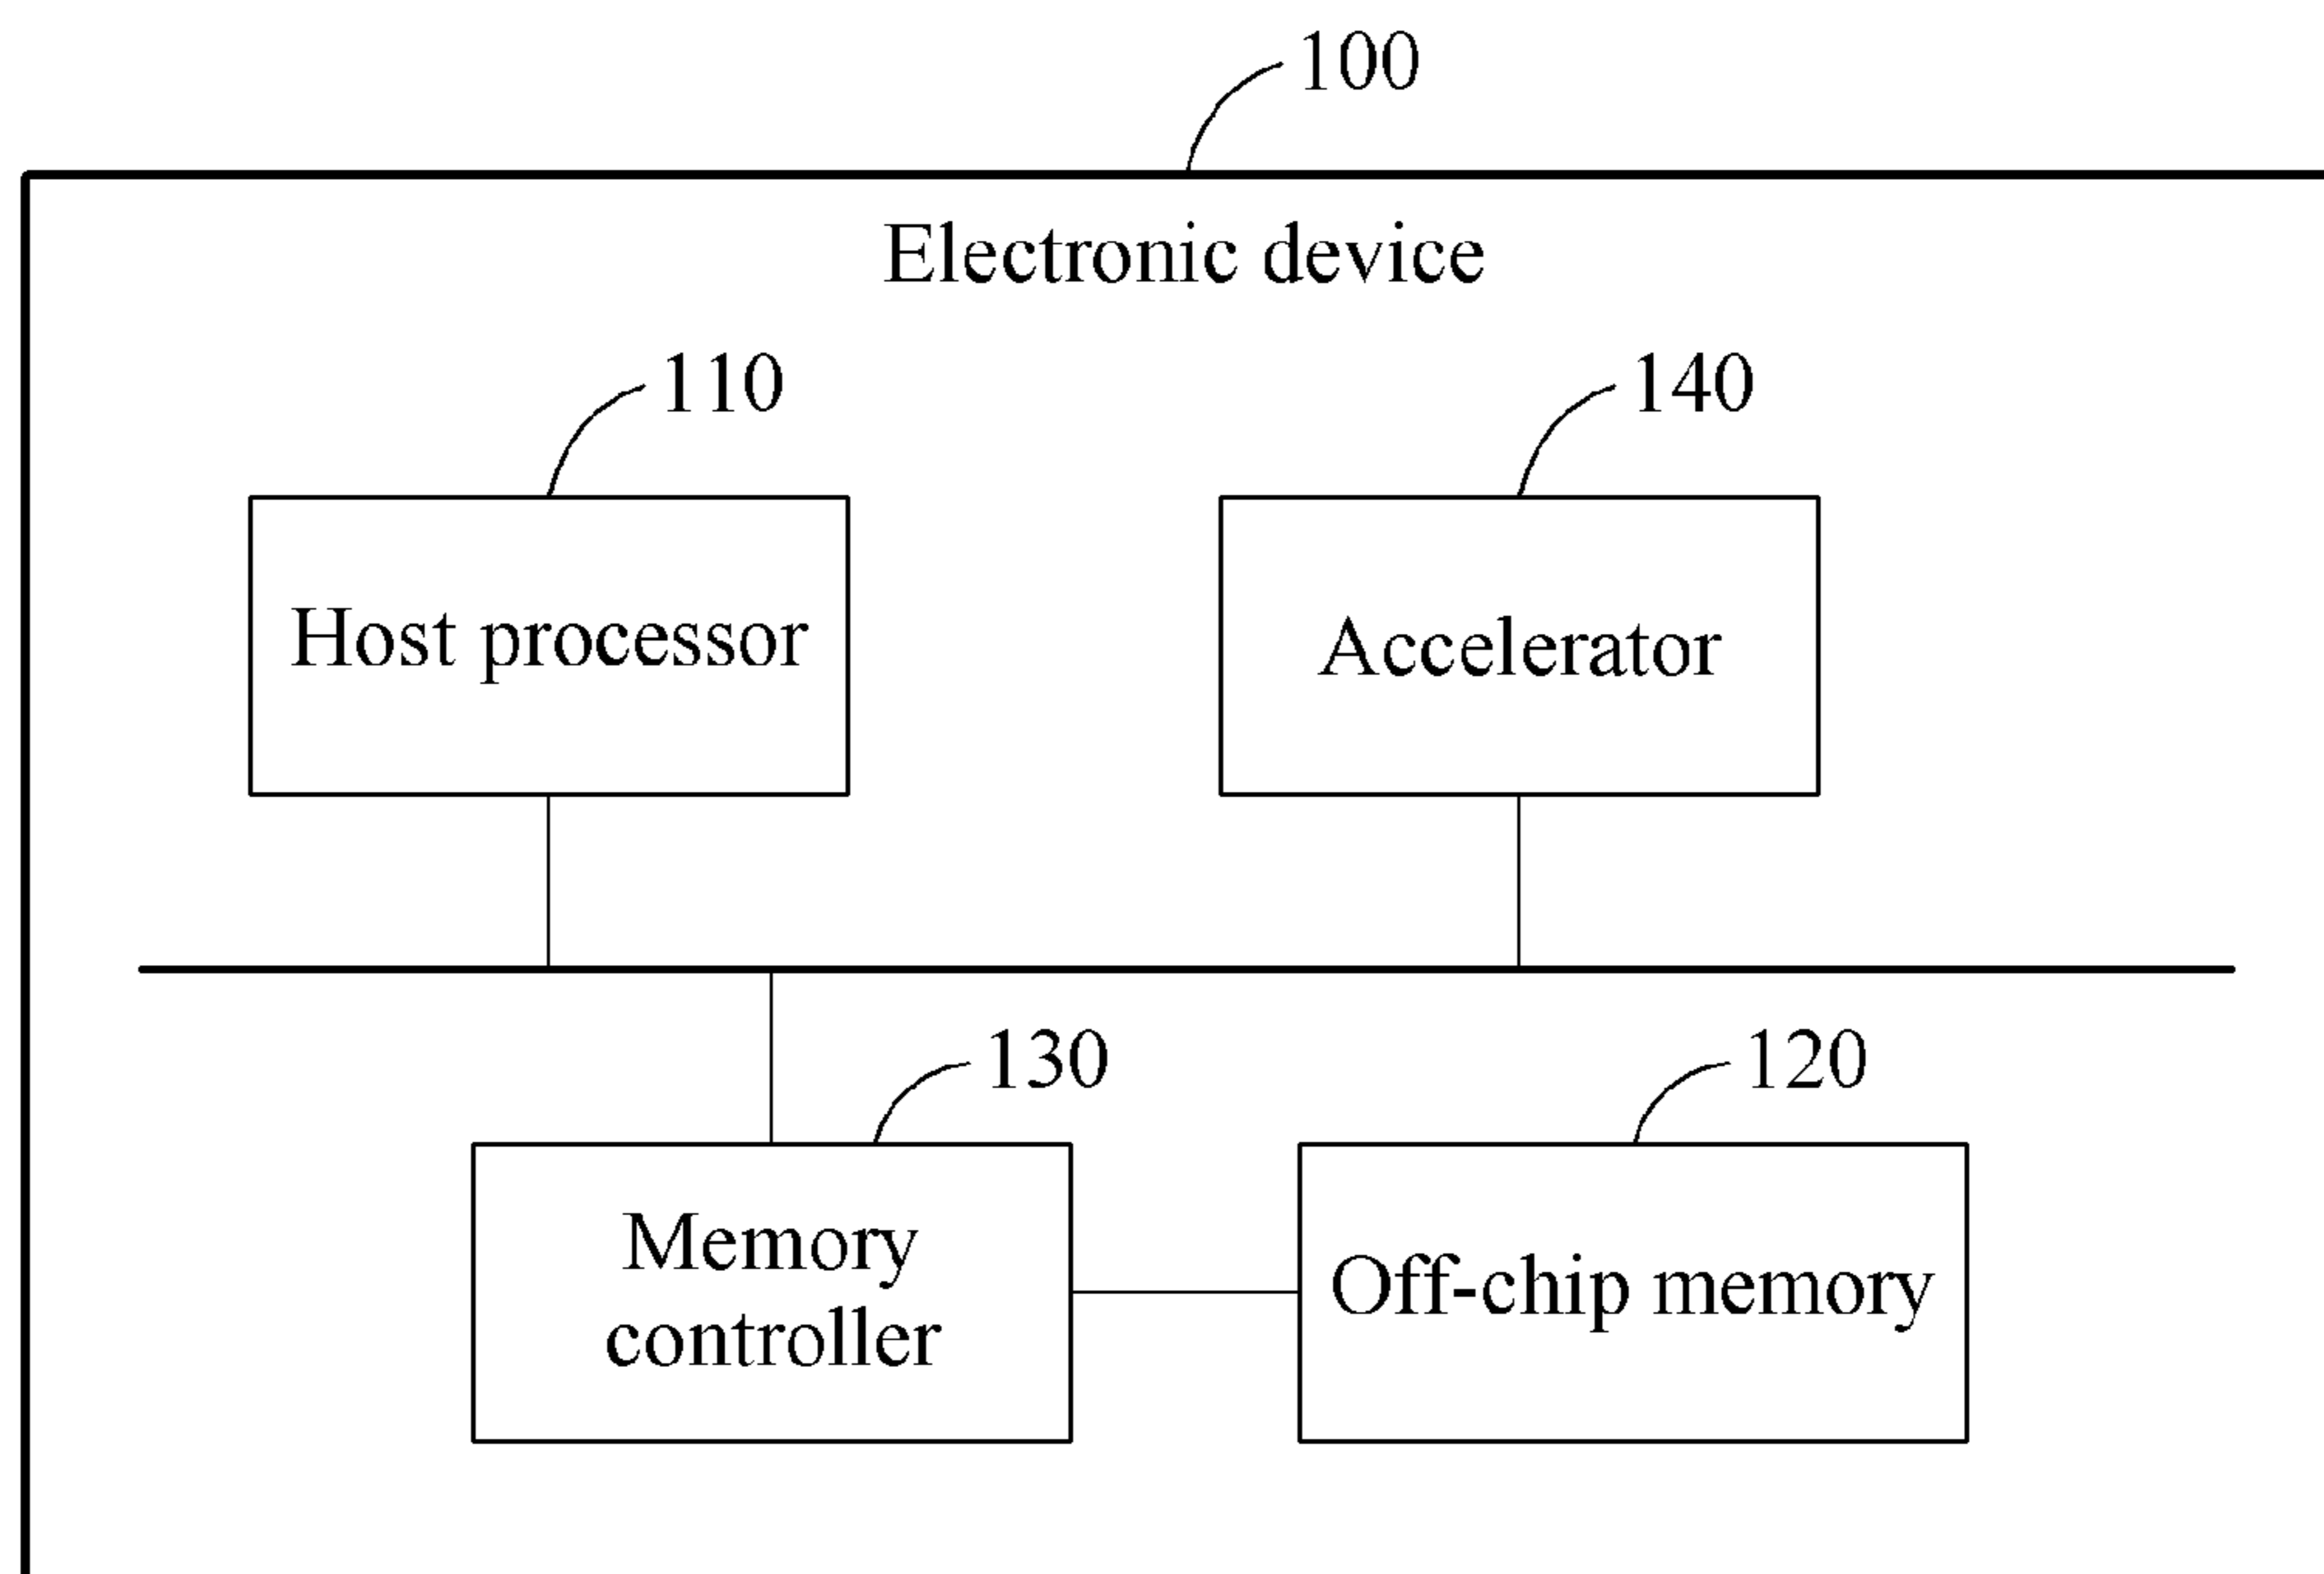 100
Electronic device
110
140
Host processor
Accelerator
130
120
Memory
controller
Off-chip memory